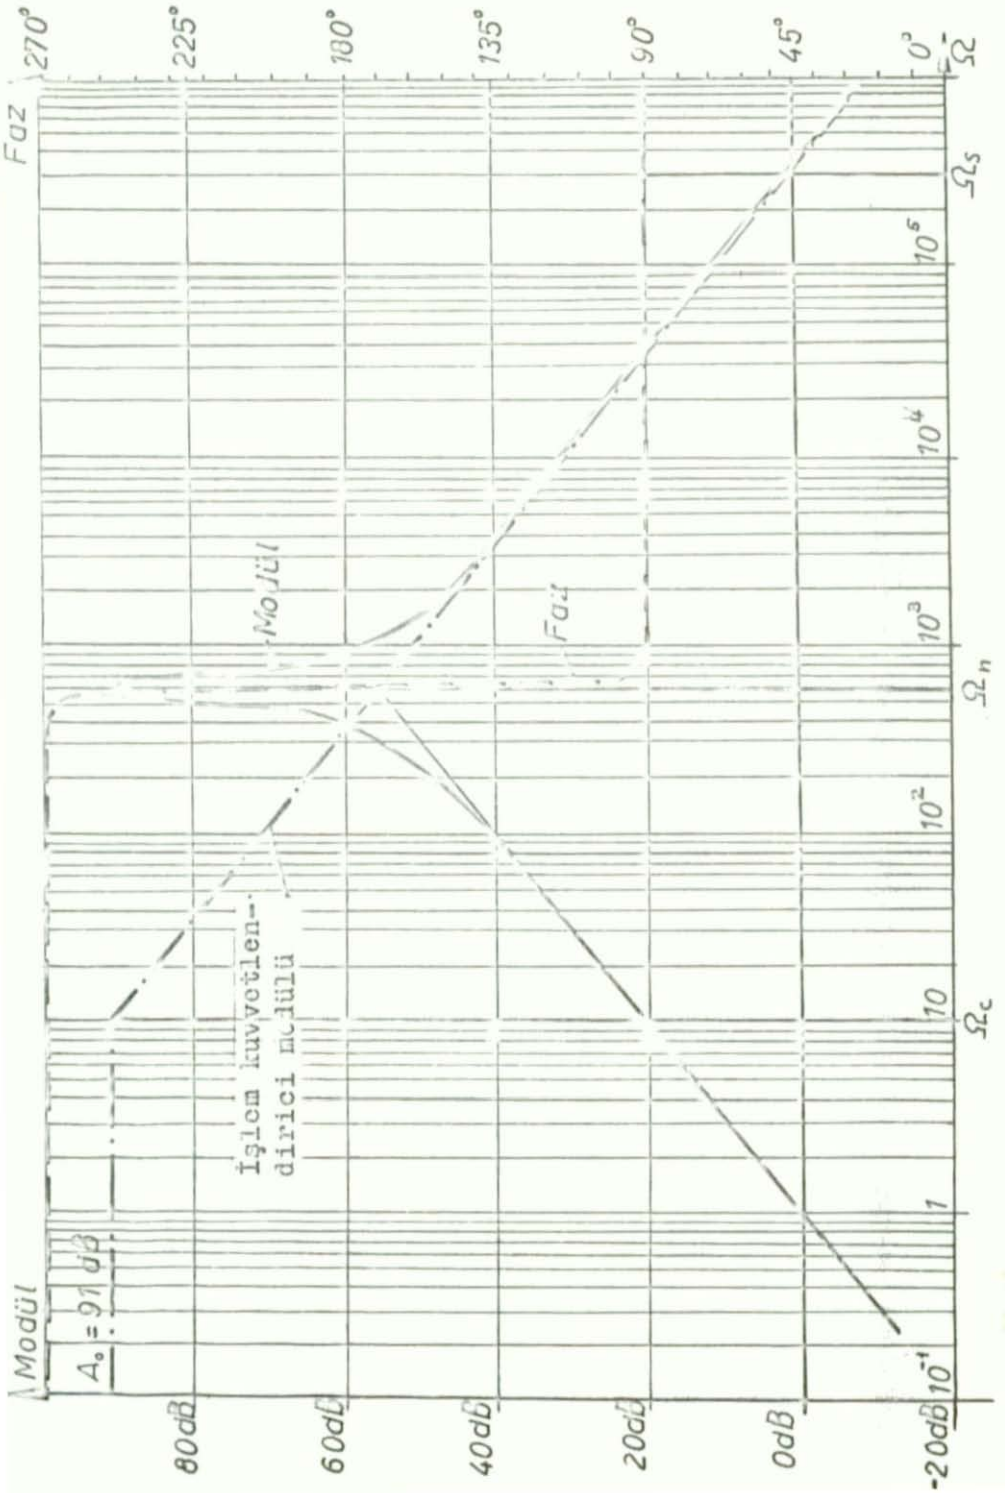 Modül
Faz
A₀ = 91 dB
80dB
60dB
40dB
20dB
0dB
-20dB
270°
225°
180°
135°
90°
45°
0°
Modül
Faz
İşlem kuvvetlen-
dirici modülü
10⁻¹
1
10
10²
10³
10⁴
10⁵
Ω
Ωc
Ωn
Ωs